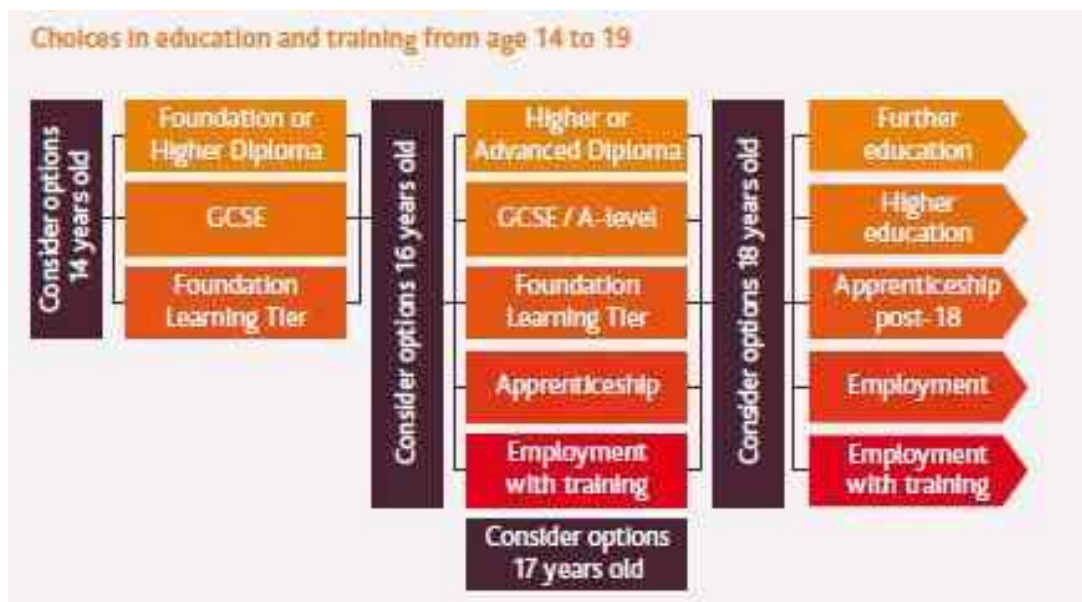 Choices in education and training from age 14 to 19
Consider options
14 years old
Foundation or
Higher Diploma
GCSE
Foundation
Learning Tier
Consider options 16 years old
Higher or
Advanced Diploma
GCSE / A-level
Foundation
Learning Tier
Apprenticeship
Employment
with training
Consider options
17 years old
Consider options 18 years old
Further
education
Higher
education
Apprenticeship
post-18
Employment
Employment
with training